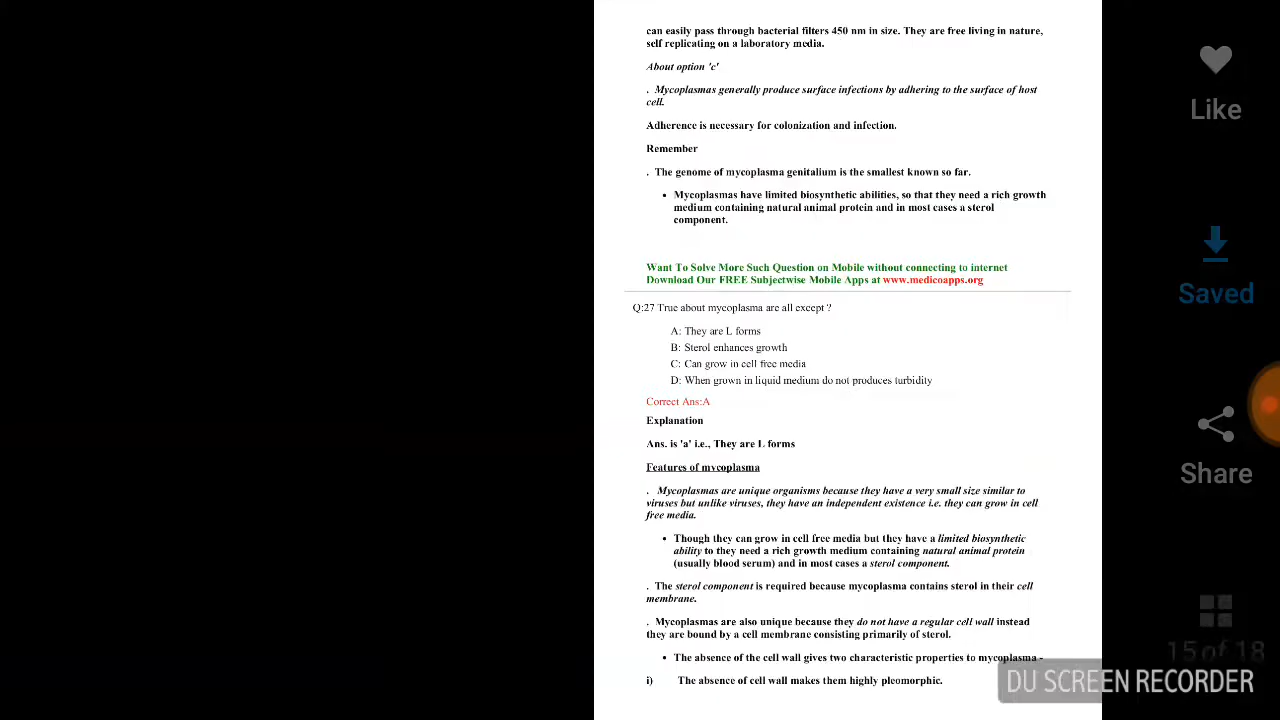 can easily pass through bacterial filters 450 nm in size. They are free living in nature,
self replicating on a laboratory media.
About option 'c'
. Mycoplasmas generally produce surface infections by adhering to the surface of host
cell.
Adherence is necessary for colonization and infection.
Remember
. The genome of mycoplasma genitalium is the smallest known so far.
• Mycoplasmas have limited biosynthetic abilities, so that they need a rich growth
medium containing natural animal protein and in most cases a sterol
component.
Want To Solve More Such Question on Mobile without connecting to internet
Download Our FREE Subjectwise Mobile Apps at www.medicoapps.org
Q:27 True about mycoplasma are all except ?
A: They are L forms
B: Sterol enhances growth
C: Can grow in cell free media
D: When grown in liquid medium do not produces turbidity
Correct Ans:A
Explanation
Ans. is 'a' i.e., They are L forms
Features of mycoplasma
. Mycoplasmas are unique organisms because they have a very small size similar to
viruses but unlike viruses, they have an independent existence i.e. they can grow in cell
free media.
• Though they can grow in cell free media but they have a limited biosynthetic
ability to they need a rich growth medium containing natural animal protein
(usually blood serum) and in most cases a sterol component.
. The sterol component is required because mycoplasma contains sterol in their cell
membrane.
. Mycoplasmas are also unique because they do not have a regular cell wall instead
they are bound by a cell membrane consisting primarily of sterol.
• The absence of the cell wall gives two characteristic properties to mycoplasma -
i) The absence of cell wall makes them highly pleomorphic.
Like
Saved
Share
15 of 18
DU SCREEN RECORDER